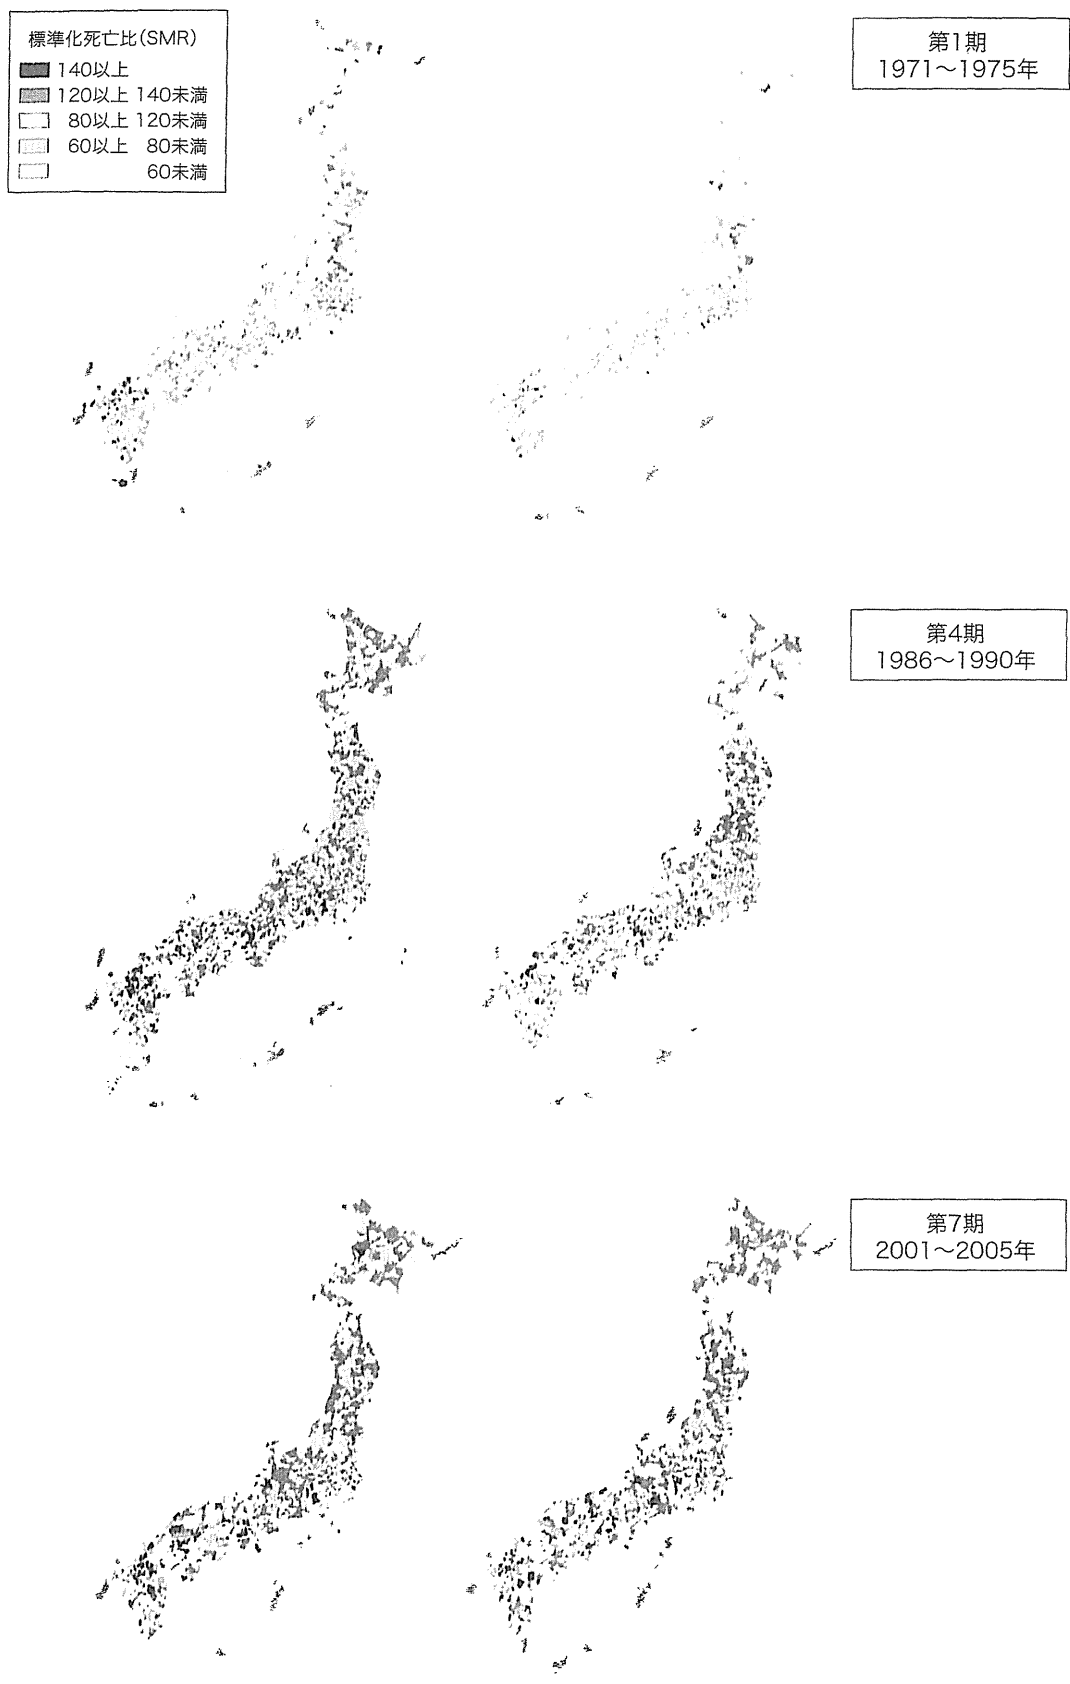 標準化死亡比(SMR)
140以上
120以上 140未満
80以上 120未満
60以上 80未満
60未満
第1期
1971～1975年
第4期
1986～1990年
第7期
2001～2005年